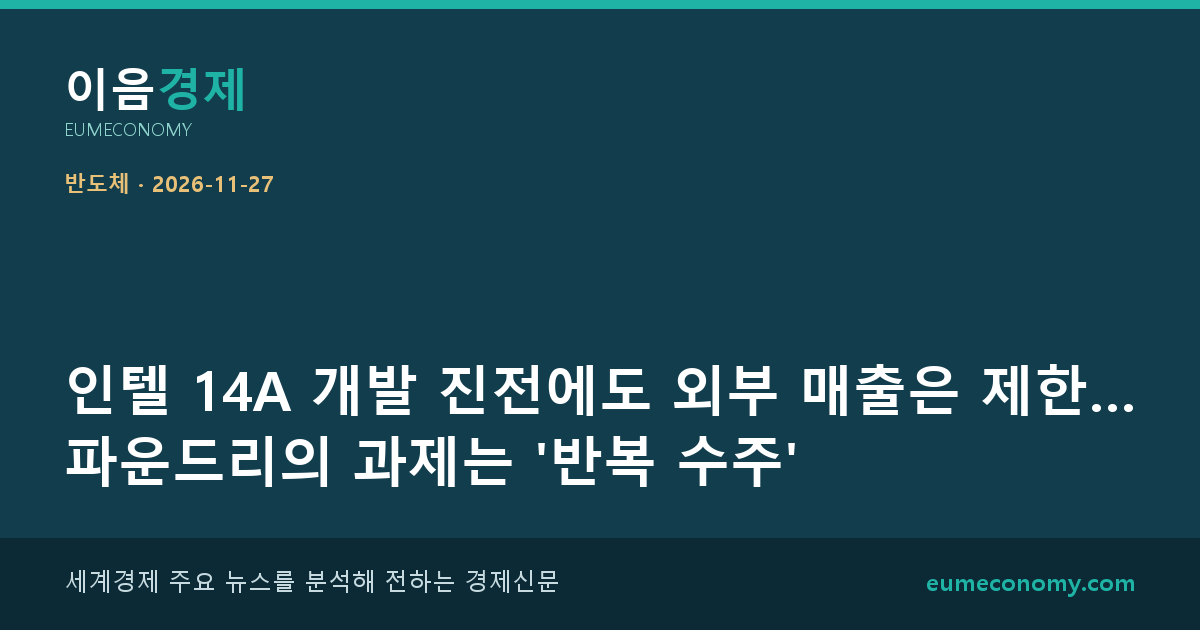 이음경제
EUMECONOMY
반도체 · 2026-11-27
인텔 14A 개발 진전에도 외부 매출은 제한…
파운드리의 과제는 '반복 수주'
세계경제 주요 뉴스를 분석해 전하는 경제신문
eumeconomy.com